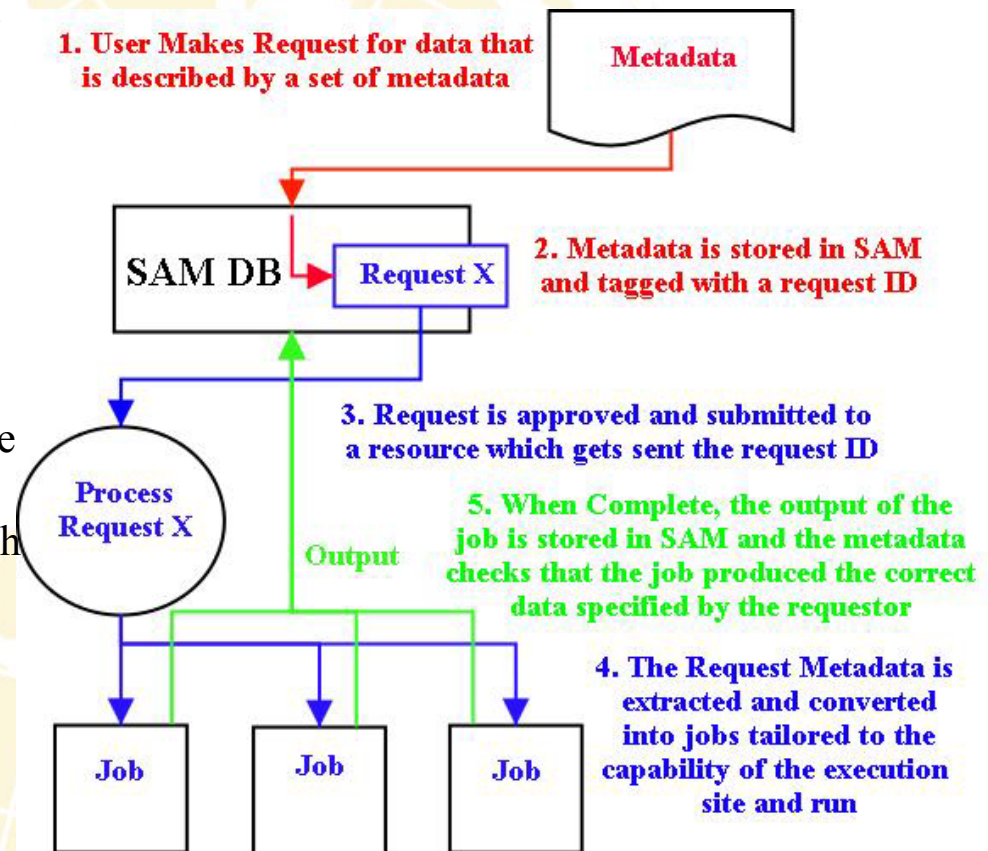 1. User Makes Request for data that
is described by a set of metadata
Metadata
SAM DB
Request X
2. Metadata is stored in SAM
and tagged with a request ID
3. Request is approved and submitted to
a resource which gets sent the request ID
e
h
Process
Request X
Output
5. When Complete, the output of the
job is stored in SAM and the metadata
checks that the job produced the correct
data specified by the requestor
4. The Request Metadata is
extracted and converted
into jobs tailored to the
capability of the execution
site and run
Job
Job
Job